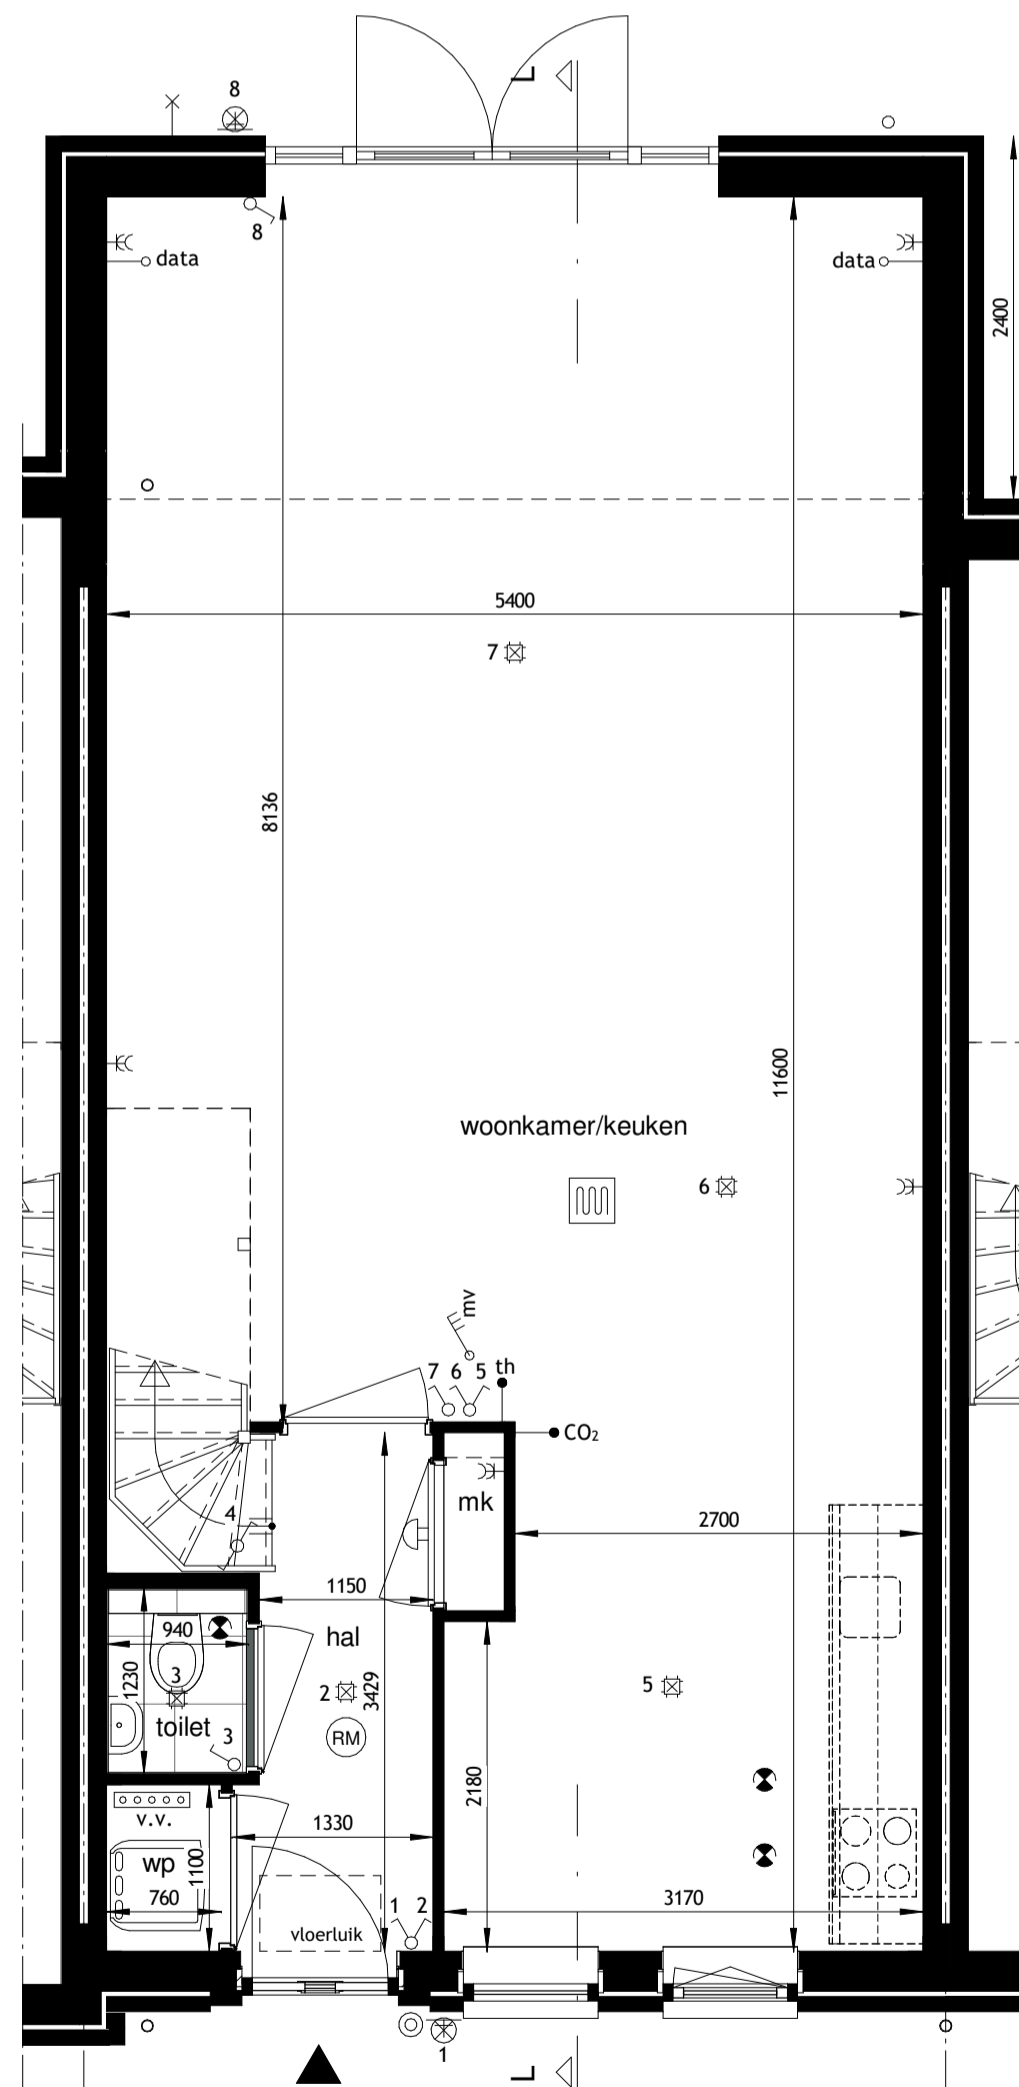 L
8
8
data
data
2400
5400
7
8136
11600
woonkamer/keuken
6
mv
7 6 5 th
CO₂
mk
4
2700
1150
hal
940
1230
3
toilet
3
2
3429
RM
5
2180
v.v.
wp
1100
760
1330
3170
vloerluik
1 2
1
L